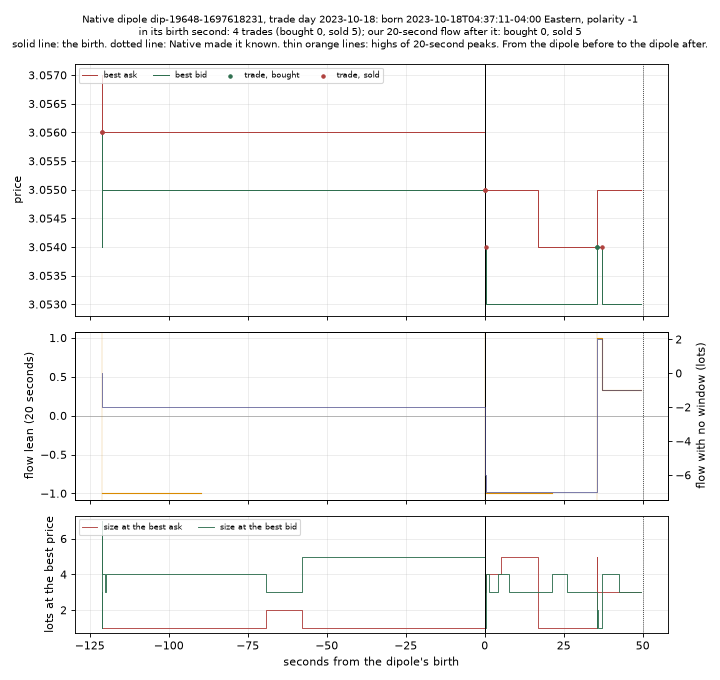 Native dipole dip-19648-1697618231, trade day 2023-10-18: born 2023-10-18T04:37:11-04:00 Eastern, polarity -1
in its birth second: 4 trades (bought 0, sold 5); our 20-second flow after it: bought 0, sold 5
solid line: the birth. dotted line: Native made it known. thin orange lines: highs of 20-second peaks. From the dipole before to the dipole after.
best ask best bid trade, bought trade, sold
3.0570
3.0565
3.0560
3.0555
3.0550
3.0545
3.0540
3.0535
3.0530
price
1.0
0.5
0.0
−0.5
−1.0
flow lean (20 seconds)
2
0
−2
−4
−6
flow with no window (lots)
size at the best ask size at the best bid
6
4
2
lots at the best price
−125 −100 −75 −50 −25 0 25 50
seconds from the dipole's birth